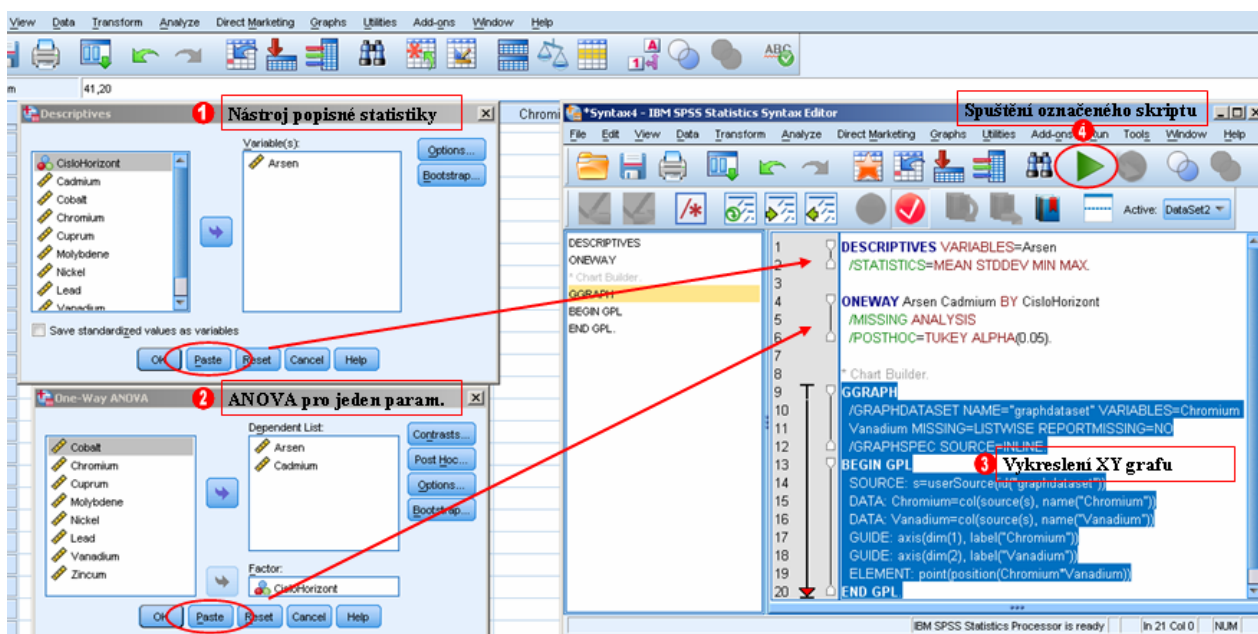 View Data Transform Analyze Direct Marketing Graphs Utilities Add-ons Window Help
41,20
Descriptives
1 Nástroj popisné statistiky
CisloHorizont
Cadmium
Cobalt
Chromium
Cuprum
Molybdene
Nickel
Lead
Vanadium
Variable(s):
Arsen
Options...
Bootstrap...
Save standardized values as variables
OK Paste Reset Cancel Help
One-Way ANOVA
2 ANOVA pro jeden param.
Cobalt
Chromium
Cuprum
Molybdene
Nickel
Lead
Vanadium
Zincum
Dependent List:
Arsen
Cadmium
Factor:
CisloHorizont
Contrasts...
Post Hoc...
Options...
Bootstrap...
OK Paste Reset Cancel Help
Chromi
*Syntax4 - IBM SPSS Statistics Syntax Editor
Spuštění označeného skriptu
4
File Edit View Data Transform Analyze Direct Marketing Graphs Utilities Add-ons Run Tools Window Help
Active: DataSet2
DESCRIPTIVES
ONEWAY
* Chart Builder.
GGRAPH
BEGIN GPL
END GPL.
1 DESCRIPTIVES VARIABLES=Arsen
2 /STATISTICS=MEAN STDDEV MIN MAX.
3
4 ONEWAY Arsen Cadmium BY CisloHorizont
5 /MISSING ANALYSIS
6 /POSTHOC=TUKEY ALPHA(0.05).
7
8 * Chart Builder.
9 GGRAPH
10 /GRAPHDATASET NAME="graphdataset" VARIABLES=Chromium
11 Vanadium MISSING=LISTWISE REPORTMISSING=NO
12 /GRAPHSPEC SOURCE=INLINE.
13 BEGIN GPL
3 Vykreslení XY grafu
14 SOURCE: s=userSource(id("graphdataset"))
15 DATA: Chromium=col(source(s), name("Chromium"))
16 DATA: Vanadium=col(source(s), name("Vanadium"))
17 GUIDE: axis(dim(1), label("Chromium"))
18 GUIDE: axis(dim(2), label("Vanadium"))
19 ELEMENT: point(position(Chromium*Vanadium))
20 END GPL.
IBM SPSS Statistics Processor is ready In 21 Col 0 NUM